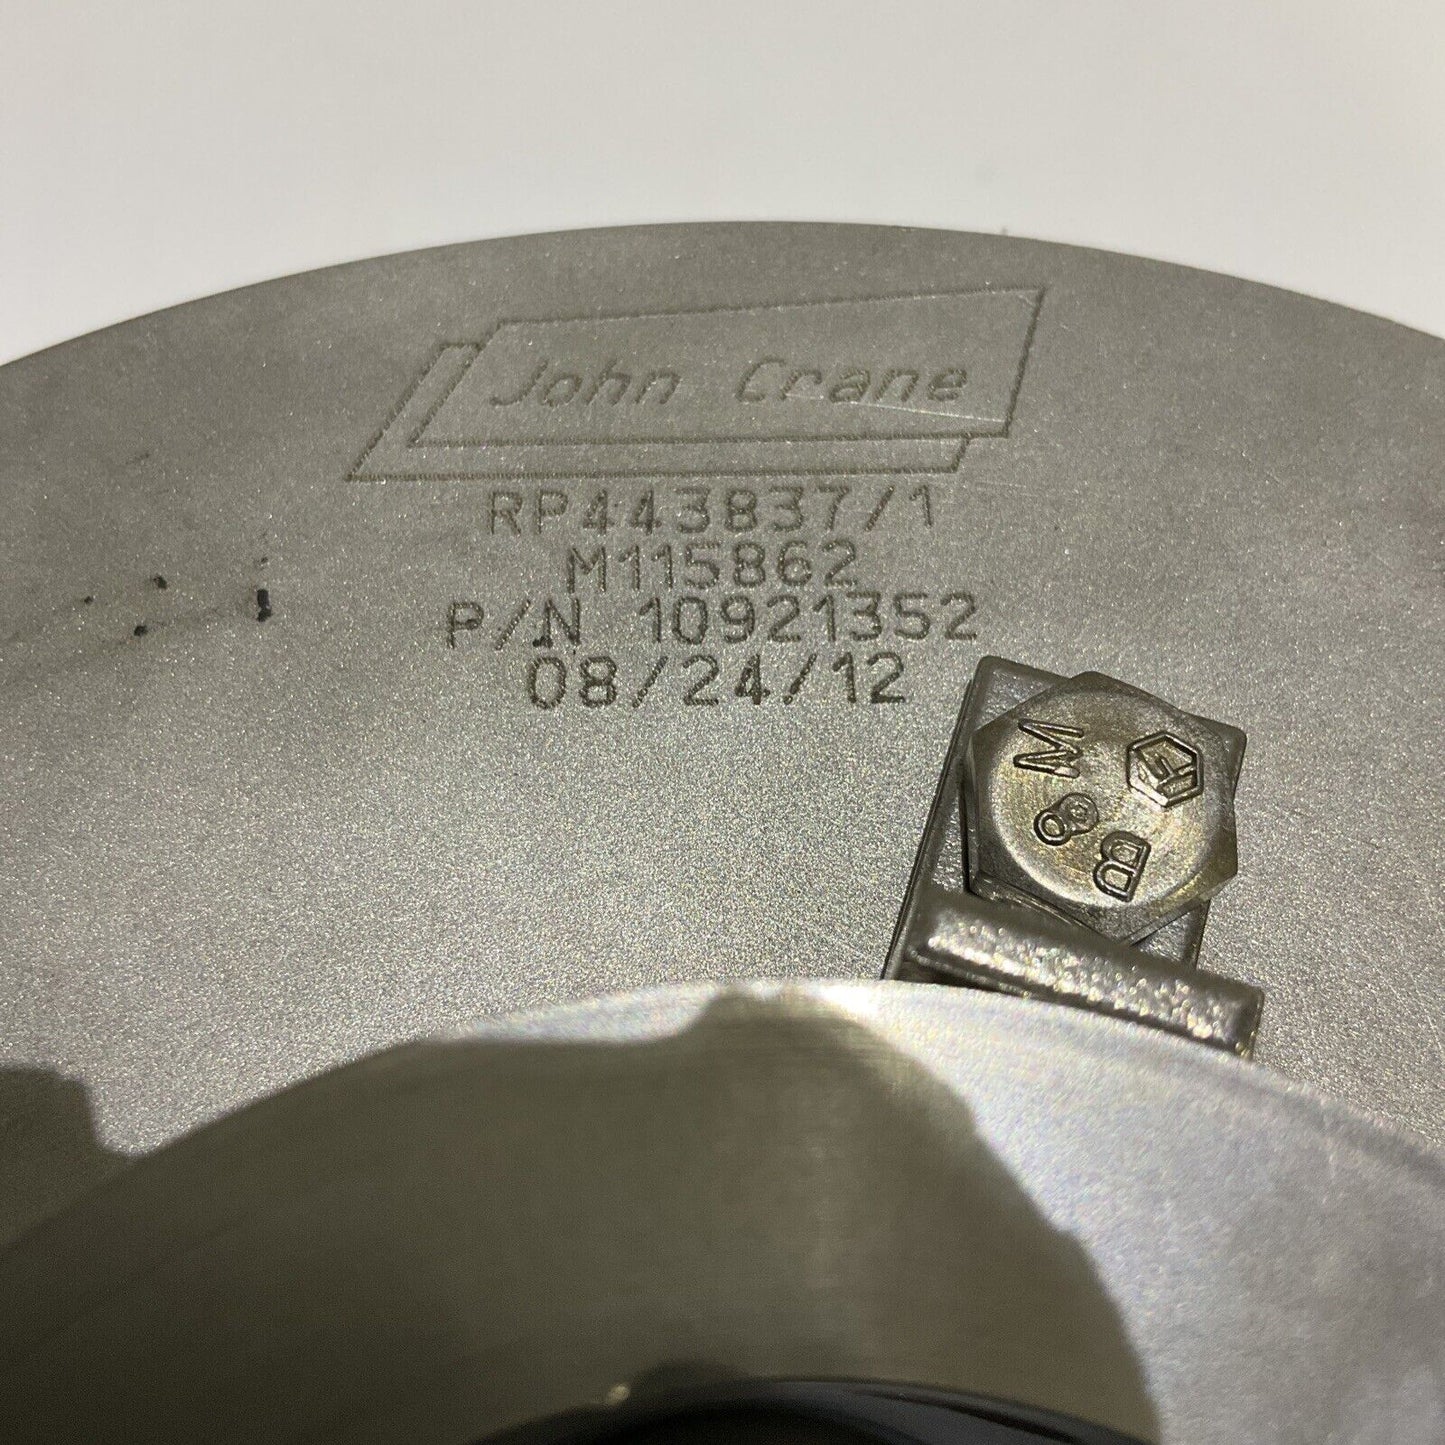 John Crane
RP443837/1
M115862
P/N 10921352
08/24/12
M
B8